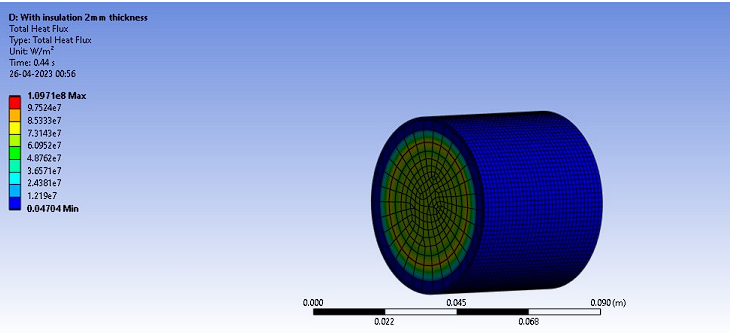 D: With insulation 2mm thickness
Total Heat Flux
Type: Total Heat Flux
Unit: W/m²
Time: 0.44 s
26-04-2023 00:56
1.0971e8 Max
9.7524e7
8.5333e7
7.3143e7
6.0952e7
4.8762e7
3.6571e7
2.4381e7
1.219e7
0.04704 Min
0.000 0.045 0.090 (m)
0.022 0.068